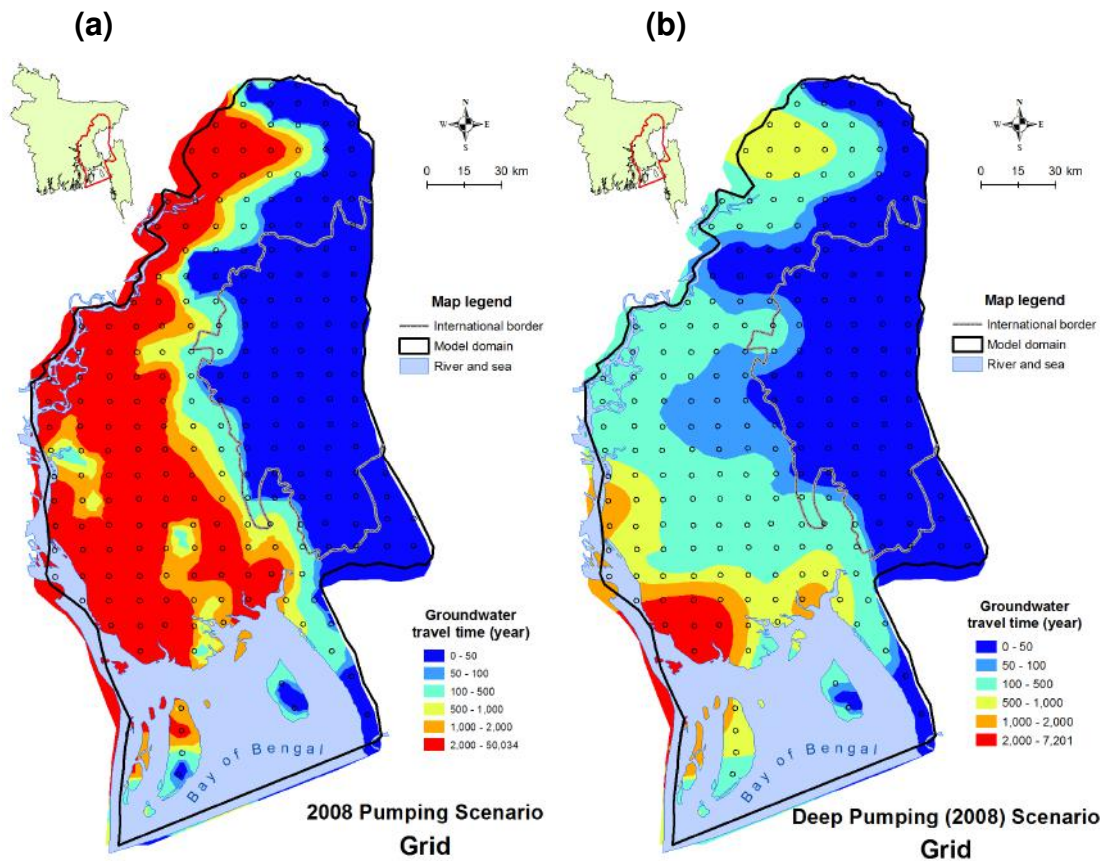 (a)
N
W E
S
0 15 30 km
Map legend
International border
Model domain
River and sea
Groundwater
travel time (year)
0 - 50
50 - 100
100 - 500
500 - 1,000
1,000 - 2,000
2,000 - 50,034
Bay of Bengal
2008 Pumping Scenario
Grid
(b)
N
W E
S
0 15 30 km
Map legend
International border
Model domain
River and sea
Groundwater
travel time (year)
0 - 50
50 - 100
100 - 500
500 - 1,000
1,000 - 2,000
2,000 - 7,201
Bay of Bengal
Deep Pumping (2008) Scenario
Grid